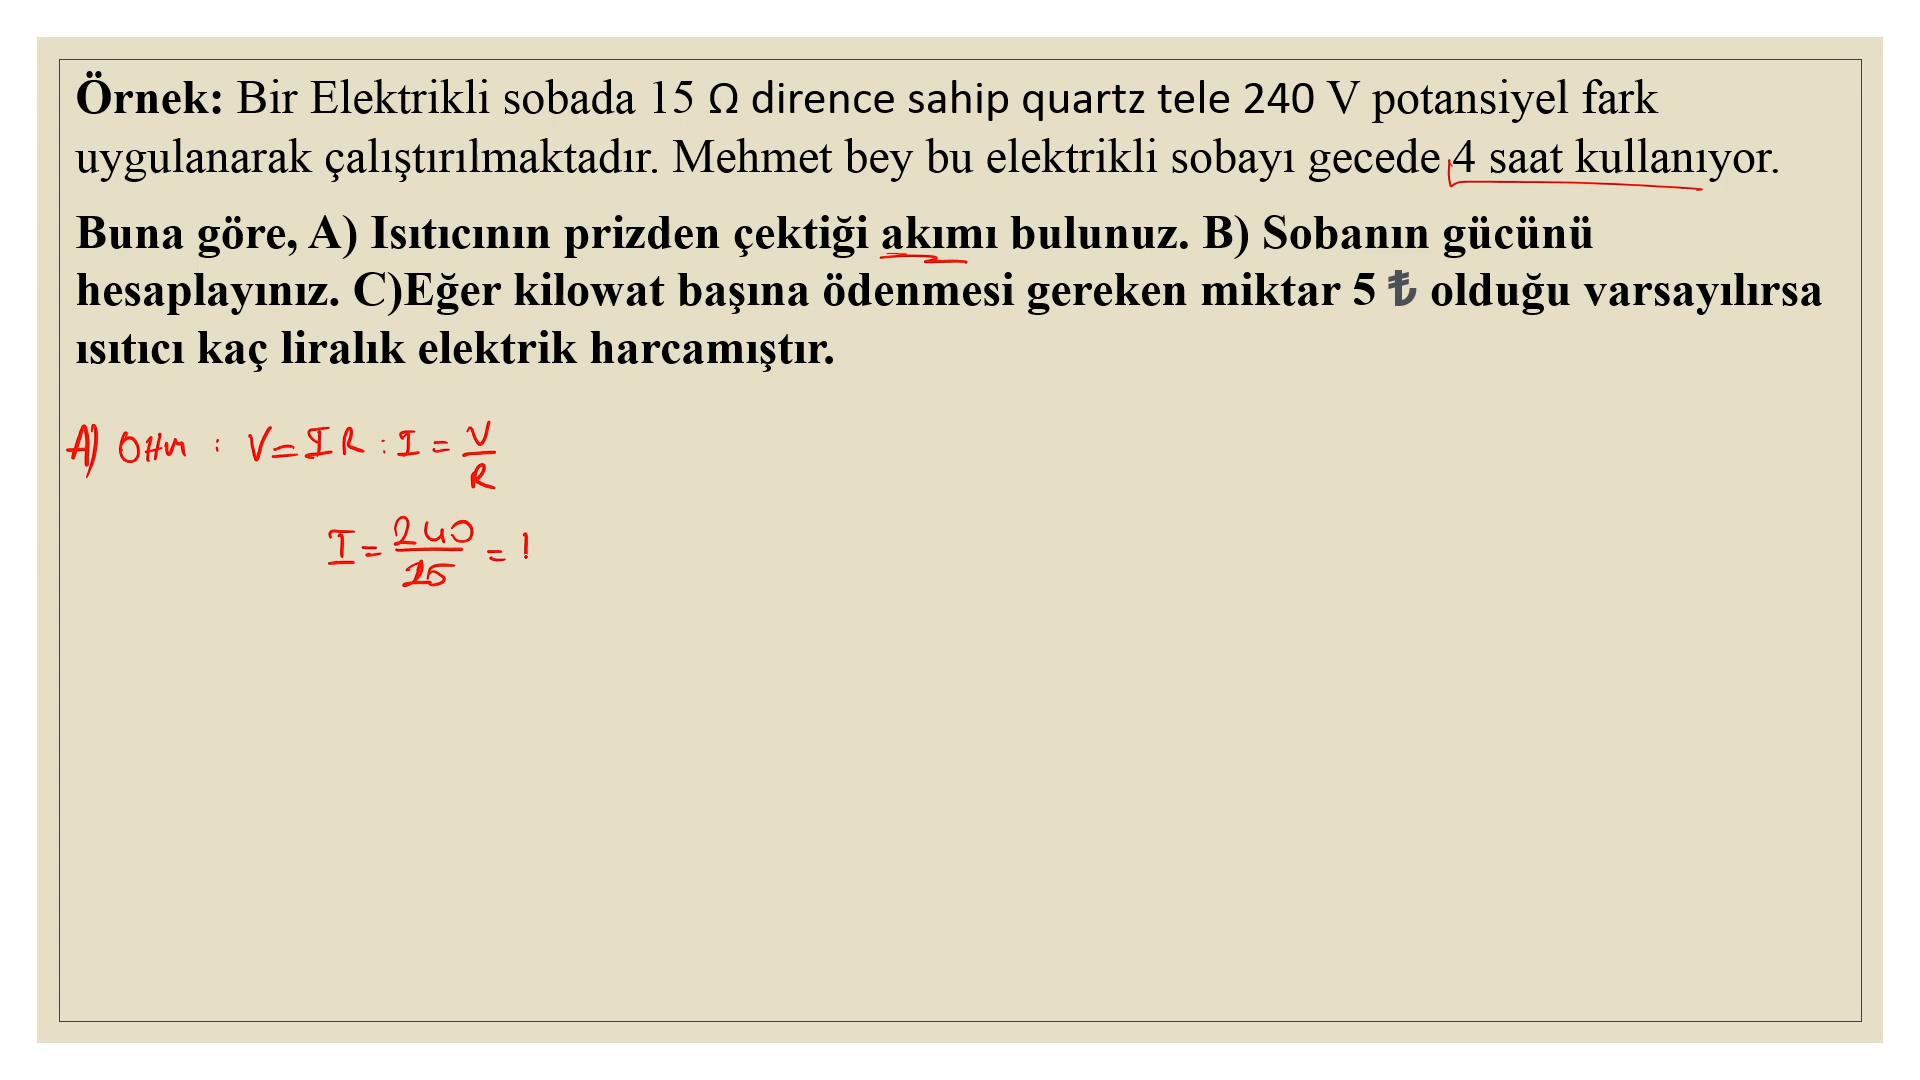 Örnek: Bir Elektrikli sobada 15 Ω dirence sahip quartz tele 240 V potansiyel fark
uygulanarak çalıştırılmaktadır. Mehmet bey bu elektrikli sobayı gecede 4 saat kullanıyor.
Buna göre, A) Isıtıcının prizden çektiği akımı bulunuz. B) Sobanın gücünü
hesaplayınız. C)Eğer kilowat başına ödenmesi gereken miktar 5 ₺ olduğu varsayılırsa
ısıtıcı kaç liralık elektrik harcamıştır.
A) OHM : V = I R : I = V/R
I = 240/15 = 1